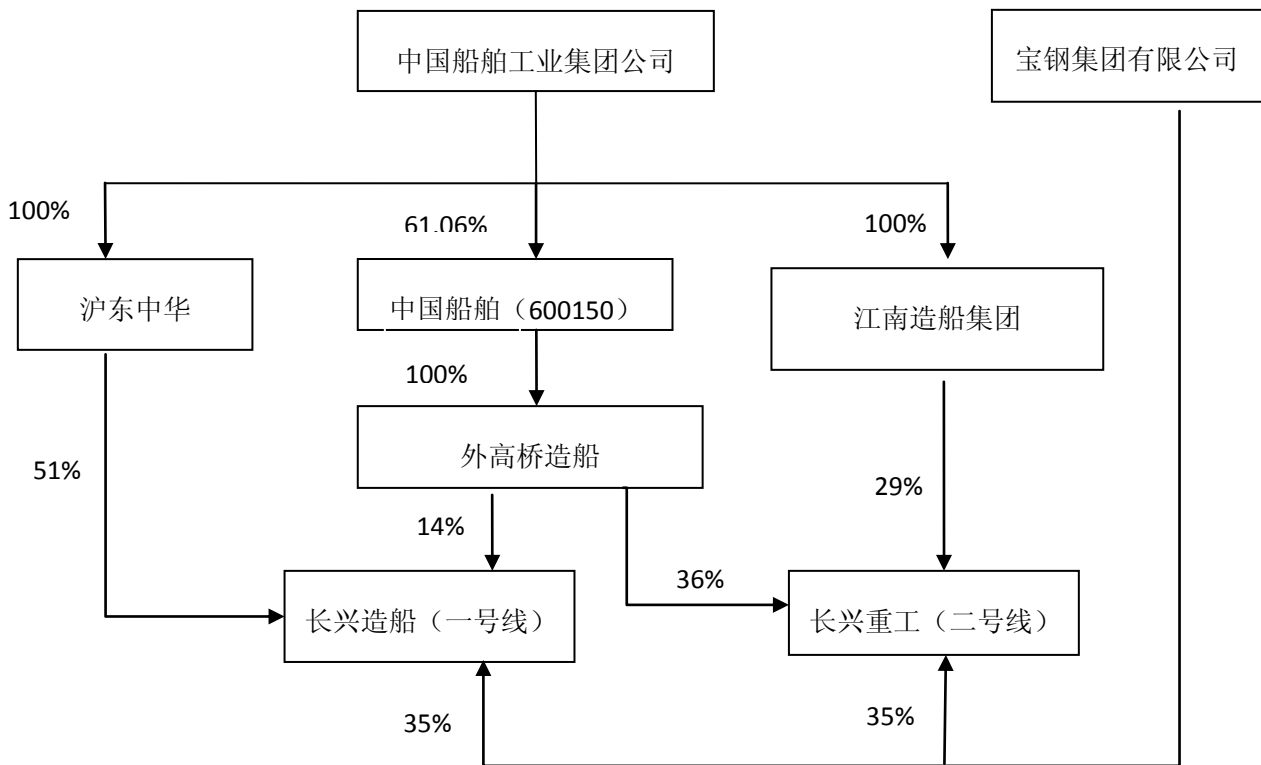 中国船舶工业集团公司
宝钢集团有限公司
100%
61.06%
100%
沪东中华
中国船舶（600150）
江南造船集团
100%
外高桥造船
51%
29%
14%
36%
长兴造船（一号线）
长兴重工（二号线）
35%
35%